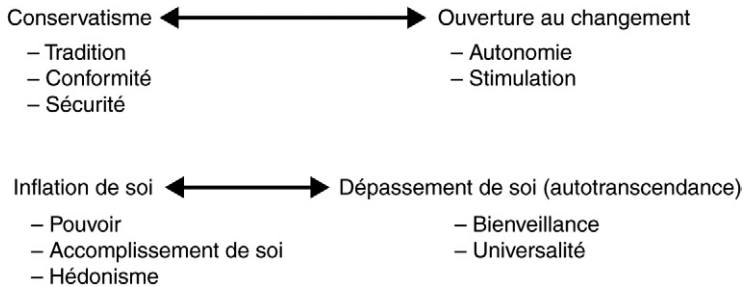 Conservatisme Ouverture au changement
– Tradition – Autonomie
– Conformité – Stimulation
– Sécurité
Inflation de soi Dépassement de soi (autotranscendance)
– Pouvoir – Bienveillance
– Accomplissement de soi – Universalité
– Hédonisme